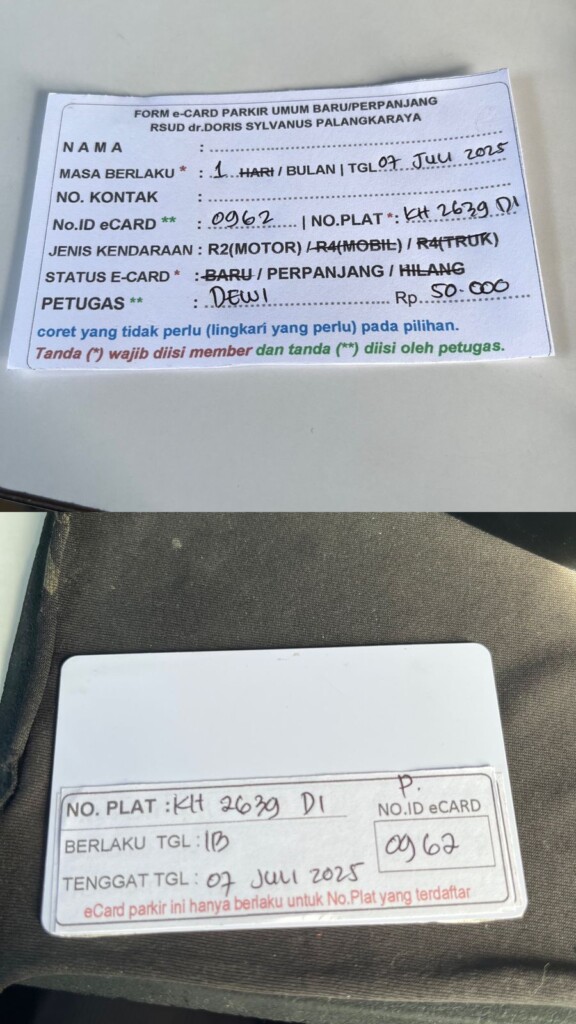 FORM e-CARD PARKIR UMUM BARU/PERPANJANG
RSUD dr.DORIS SYLVANUS PALANGKARAYA
N A M A :
MASA BERLAKU * : 1 HARI / BULAN | TGL 07 JULI 2025
NO. KONTAK :
No.ID eCARD ** : 0962 | NO.PLAT *: KH 2639 DI
JENIS KENDARAAN : R2(MOTOR) / R4(MOBIL) / R4(TRUK)
STATUS E-CARD * : BARU / PERPANJANG / HILANG
PETUGAS ** : DEWI Rp 50.000
coret yang tidak perlu (lingkari yang perlu) pada pilihan.
Tanda (*) wajib diisi member dan tanda (**) diisi oleh petugas.
P.
NO. PLAT : KH 2639 DI NO.ID eCARD
BERLAKU TGL : 1B 0962
TENGGAT TGL : 07 JULI 2025
eCard parkir ini hanya berlaku untuk No.Plat yang terdaftar